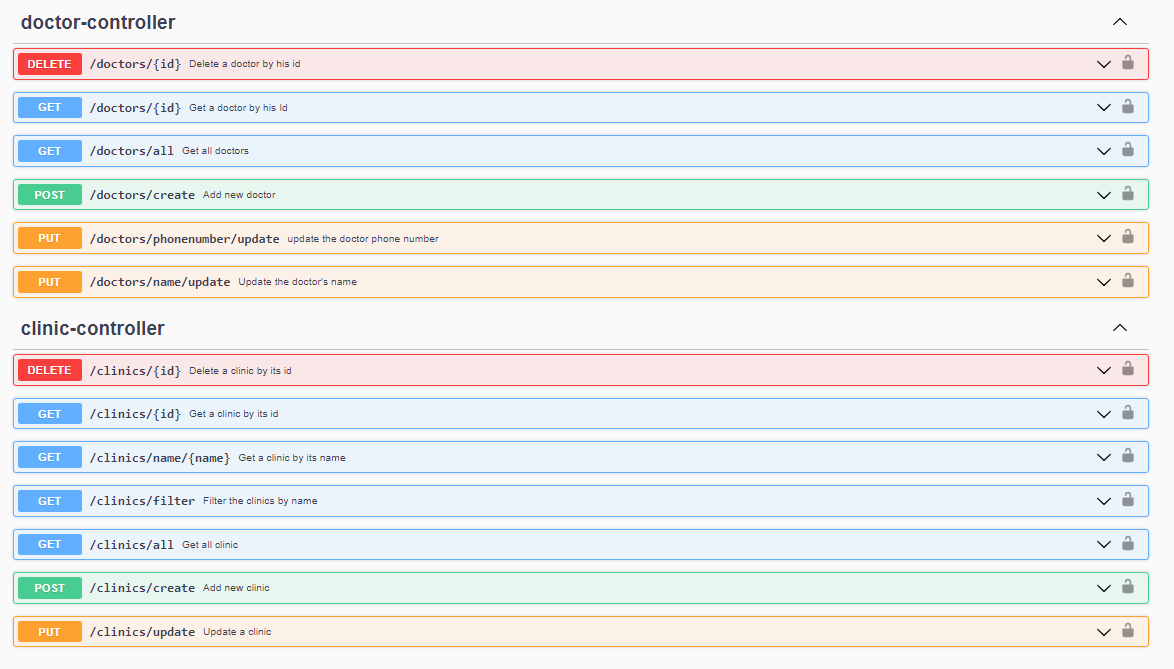 doctor-controller
DELETE /doctors/{id} Delete a doctor by his id
GET /doctors/{id} Get a doctor by his Id
GET /doctors/all Get all doctors
POST /doctors/create Add new doctor
PUT /doctors/phonenumber/update update the doctor phone number
PUT /doctors/name/update Update the doctor's name
clinic-controller
DELETE /clinics/{id} Delete a clinic by its id
GET /clinics/{id} Get a clinic by its id
GET /clinics/name/{name} Get a clinic by its name
GET /clinics/filter Filter the clinics by name
GET /clinics/all Get all clinic
POST /clinics/create Add new clinic
PUT /clinics/update Update a clinic